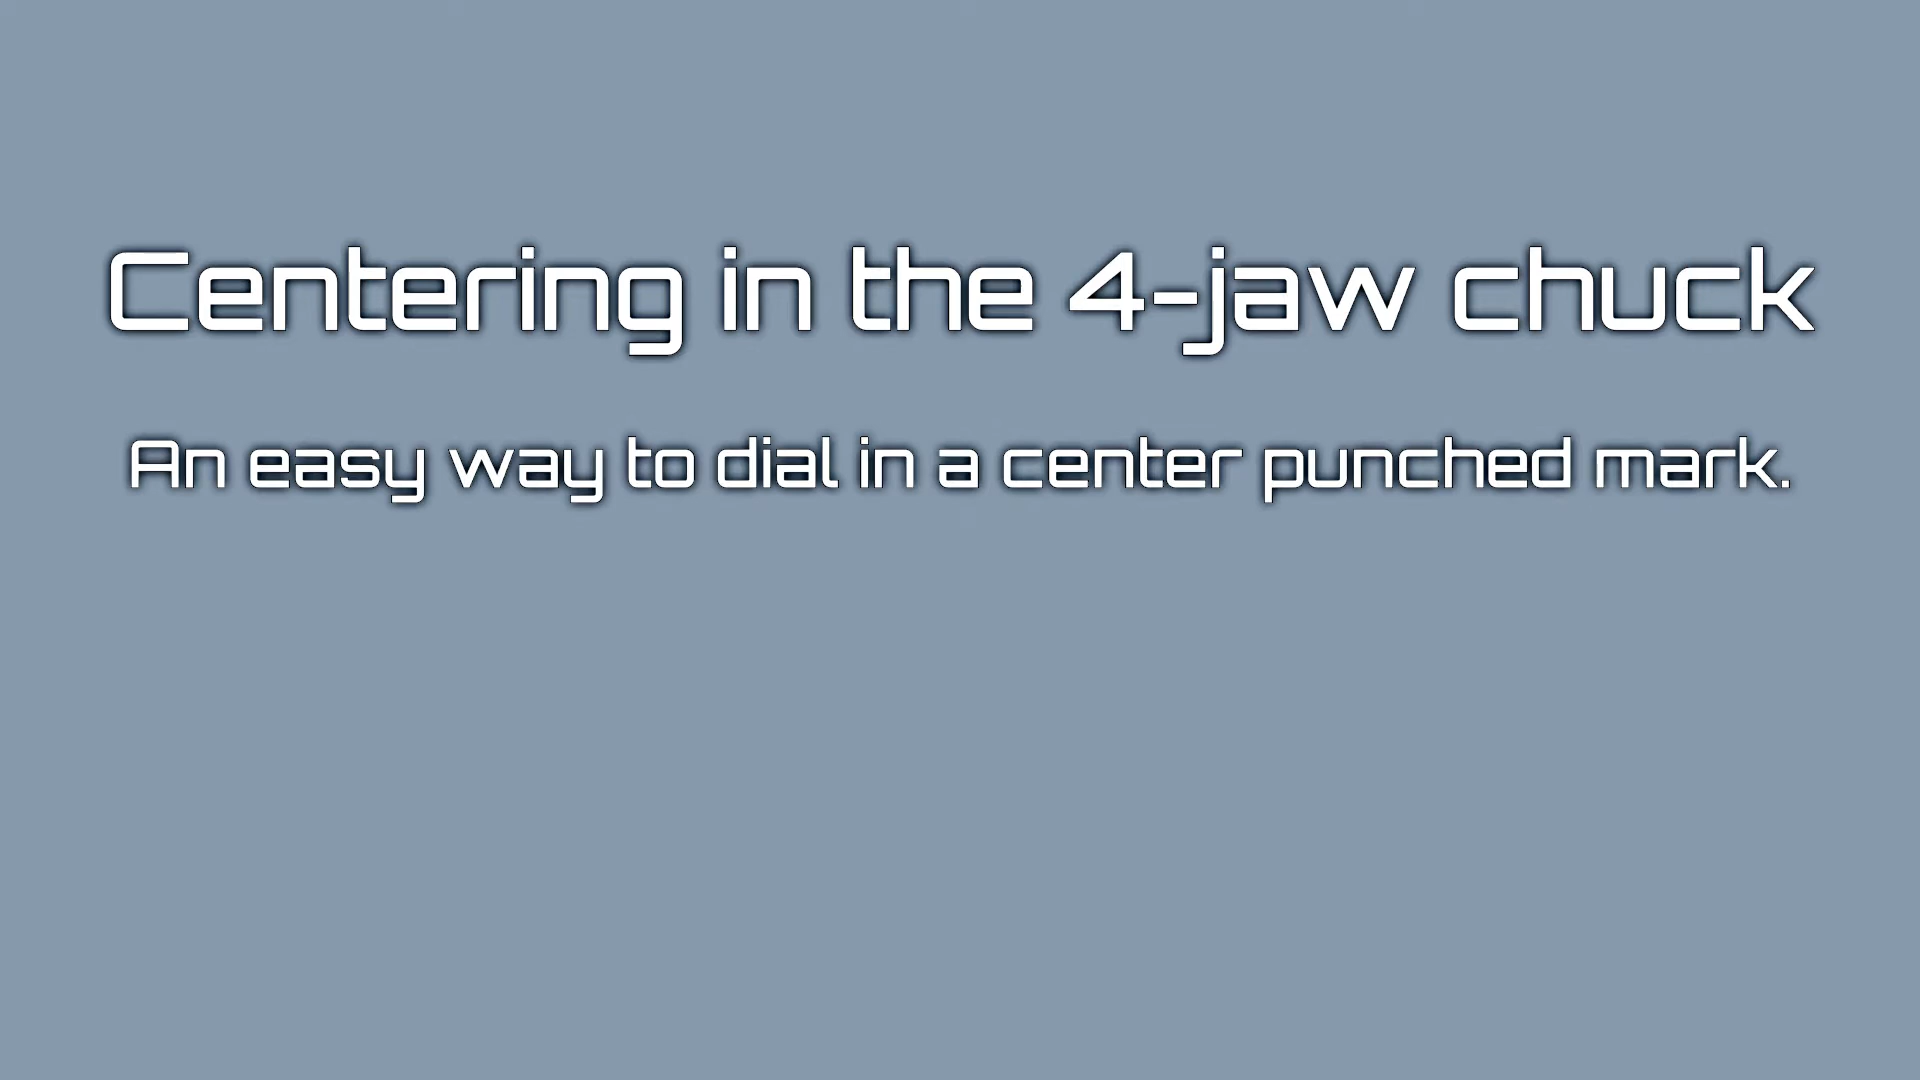 Centering in the 4-jaw chuck
An easy way to dial in a center punched mark.